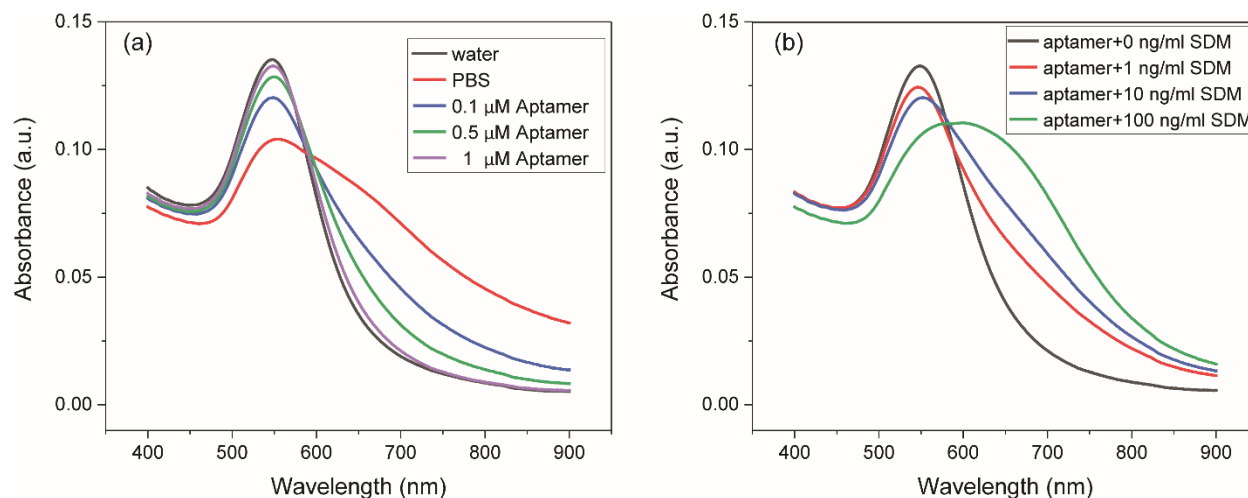 (a)
water
PBS
0.1 μM Aptamer
0.5 μM Aptamer
1 μM Aptamer
0.15
0.10
0.05
0.00
Absorbance (a.u.)
400 500 600 700 800 900
Wavelength (nm)
(b)
aptamer+0 ng/ml SDM
aptamer+1 ng/ml SDM
aptamer+10 ng/ml SDM
aptamer+100 ng/ml SDM
0.15
0.10
0.05
0.00
Absorbance (a.u.)
400 500 600 700 800 900
Wavelength (nm)